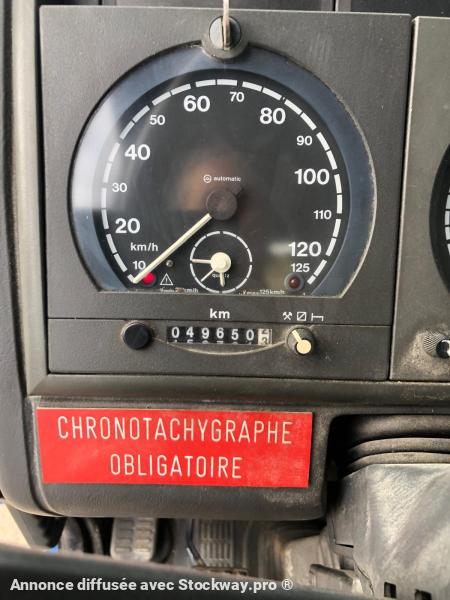 60 70 80
50 90
40 100
30 110
20 120
automatic
km/h
10 125
quartz
km
049650
CHRONOTACHYGRAPHE
OBLIGATOIRE
Annonce diffusée avec Stockway.pro ®